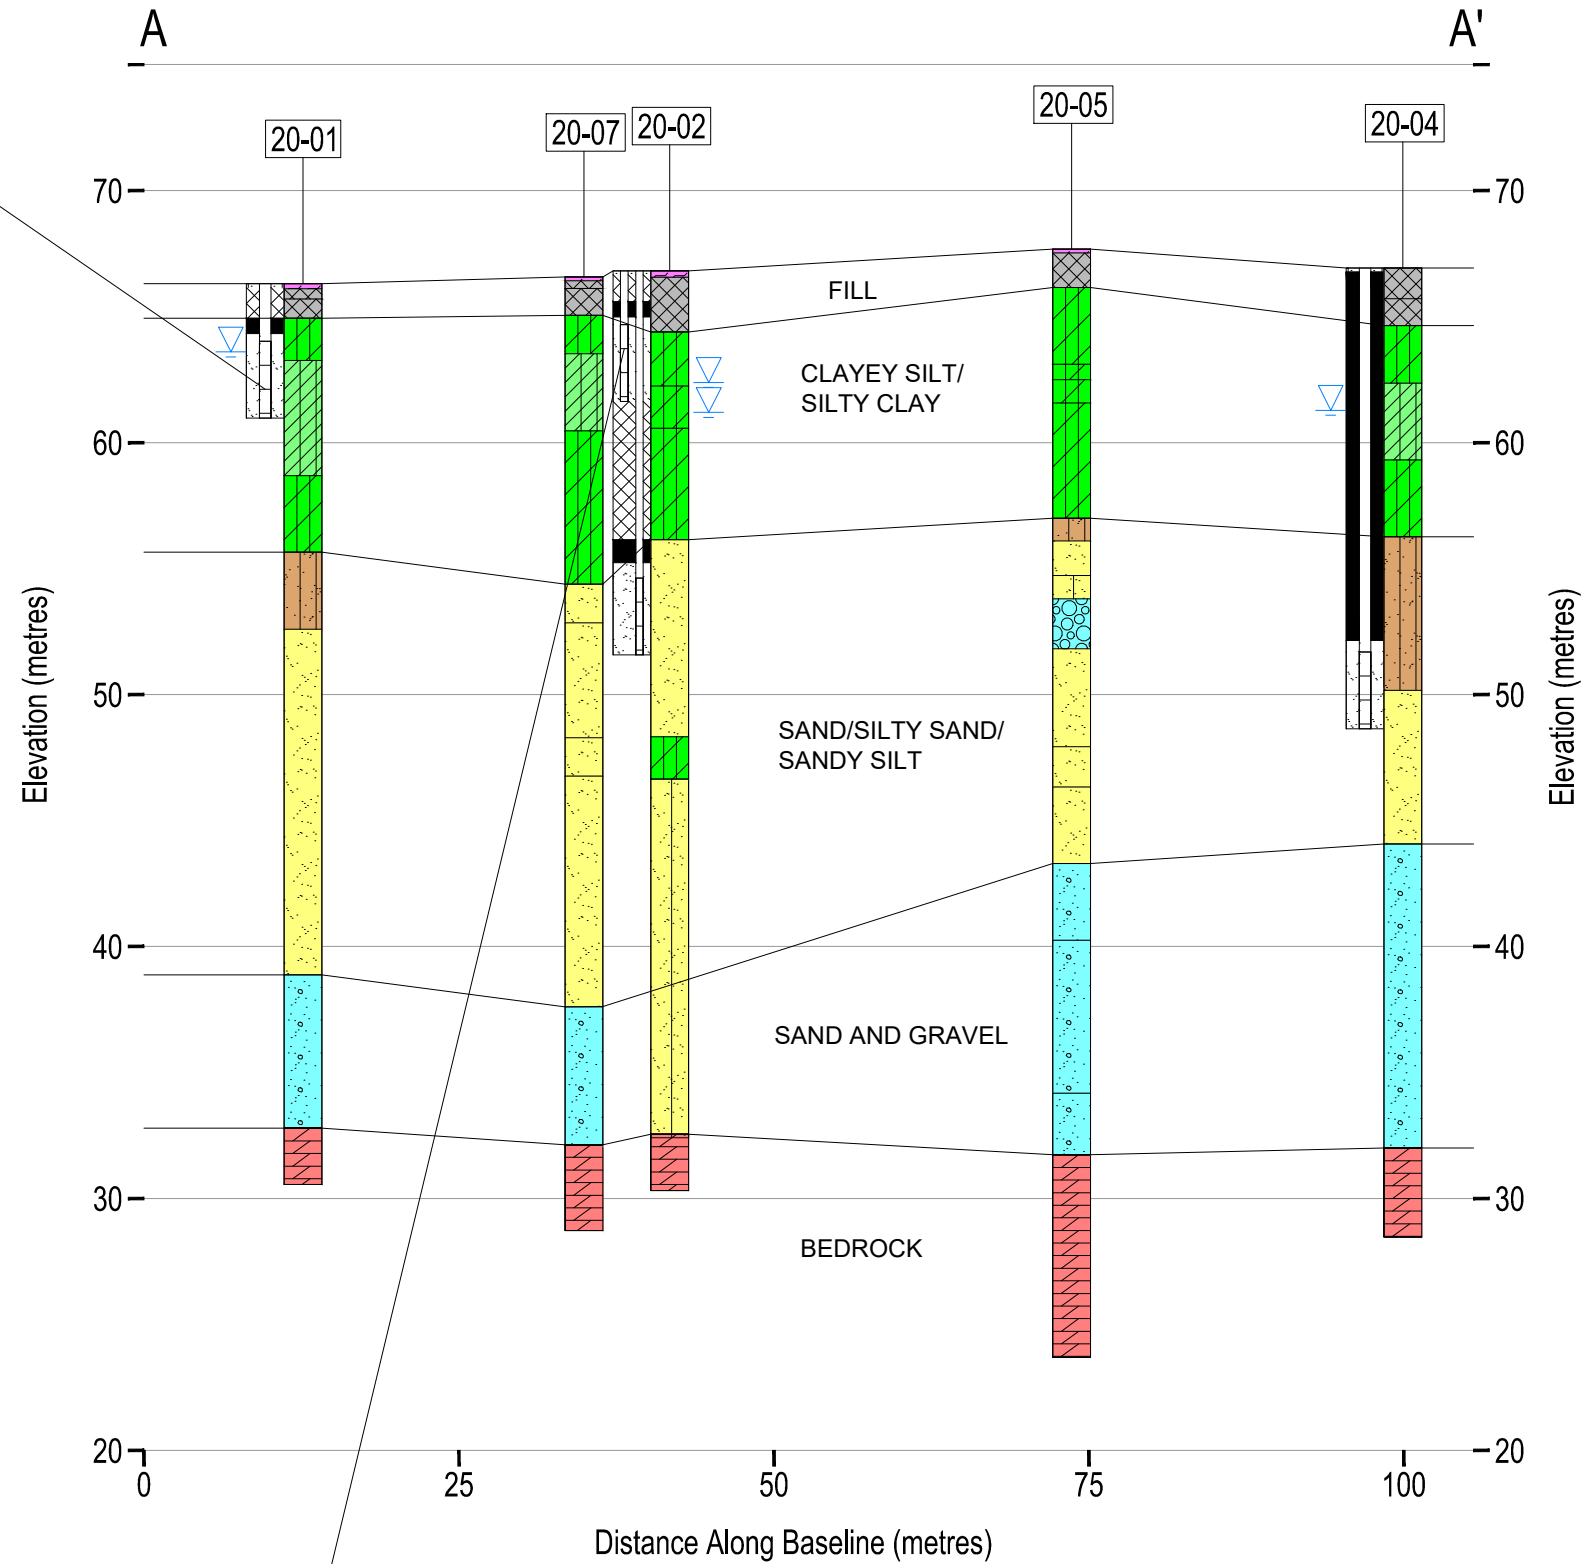 A A'
20-01 20-07 20-02 20-05 20-04
70 70
FILL
CLAYEY SILT/
SILTY CLAY
60 60
Elevation (metres)
Elevation (metres)
50 50
SAND/SILTY SAND/
SANDY SILT
40 40
SAND AND GRAVEL
30 30
BEDROCK
20 20
0 25 50 75 100
Distance Along Baseline (metres)